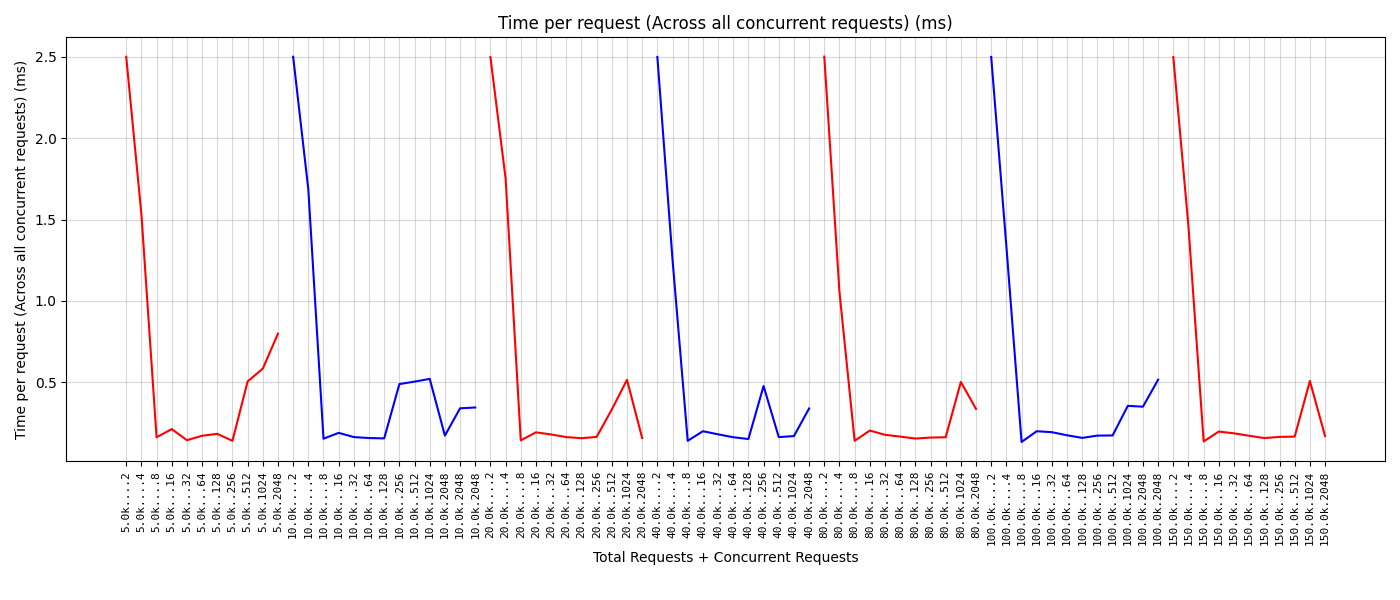 Time per request (Across all concurrent requests) (ms)
Time per request (Across all concurrent requests) (ms)
2.5
2.0
1.5
1.0
0.5
5.0k....2
5.0k....4
5.0k....8
5.0k...16
5.0k...32
5.0k...64
5.0k..128
5.0k..256
5.0k..512
5.0k.1024
5.0k.2048
10.0k....2
10.0k....4
10.0k....8
10.0k...16
10.0k...32
10.0k...64
10.0k..128
10.0k..256
10.0k..512
10.0k.1024
10.0k.2048
10.0k.2048
10.0k.2048
20.0k....2
20.0k....4
20.0k....8
20.0k...16
20.0k...32
20.0k...64
20.0k..128
20.0k..256
20.0k..512
20.0k.1024
20.0k.2048
40.0k....2
40.0k....4
40.0k....8
40.0k...16
40.0k...32
40.0k...64
40.0k..128
40.0k..256
40.0k..512
40.0k.1024
40.0k.2048
80.0k....2
80.0k....4
80.0k....8
80.0k...16
80.0k...32
80.0k...64
80.0k..128
80.0k..256
80.0k..512
80.0k.1024
80.0k.2048
100.0k....2
100.0k....4
100.0k....8
100.0k...16
100.0k...32
100.0k...64
100.0k..128
100.0k..256
100.0k..512
100.0k.1024
100.0k.2048
100.0k.2048
150.0k....2
150.0k....4
150.0k....8
150.0k...16
150.0k...32
150.0k...64
150.0k..128
150.0k..256
150.0k..512
150.0k.1024
150.0k.2048
Total Requests + Concurrent Requests